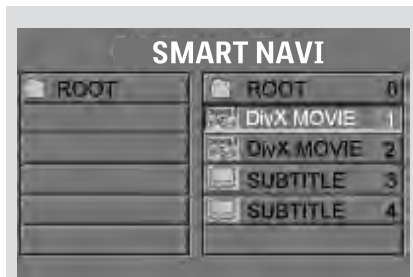 SMART NAVI
ROOT
ROOT 0
DivX MOVIE 1
DivX MOVIE 2
SUBTITLE 3
SUBTITLE 4